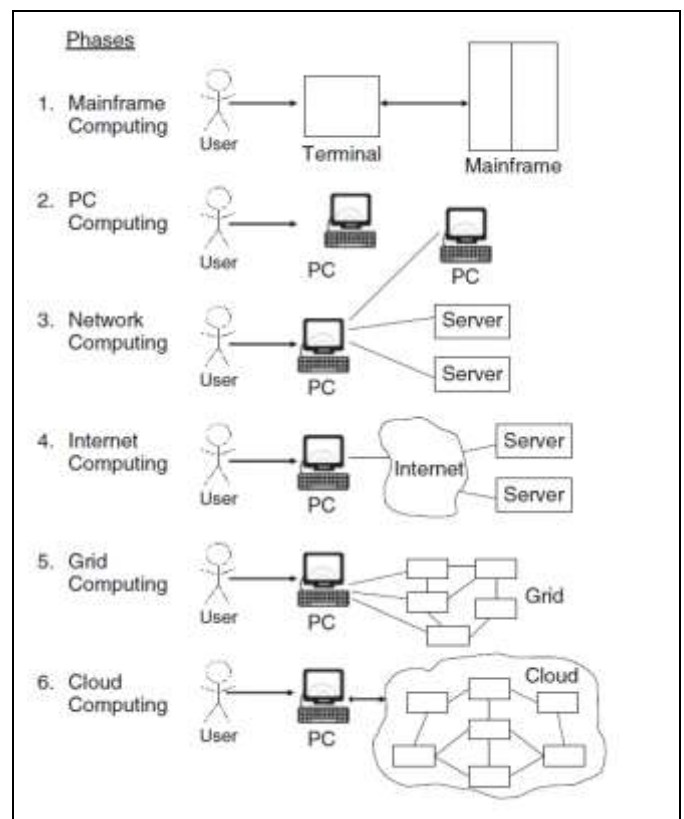 Phases
1. Mainframe
Computing
User
Terminal
Mainframe
2. PC
Computing
User
PC
PC
3. Network
Computing
User
PC
Server
Server
4. Internet
Computing
User
PC
Internet
Server
Server
5. Grid
Computing
User
PC
Grid
6. Cloud
Computing
User
PC
Cloud